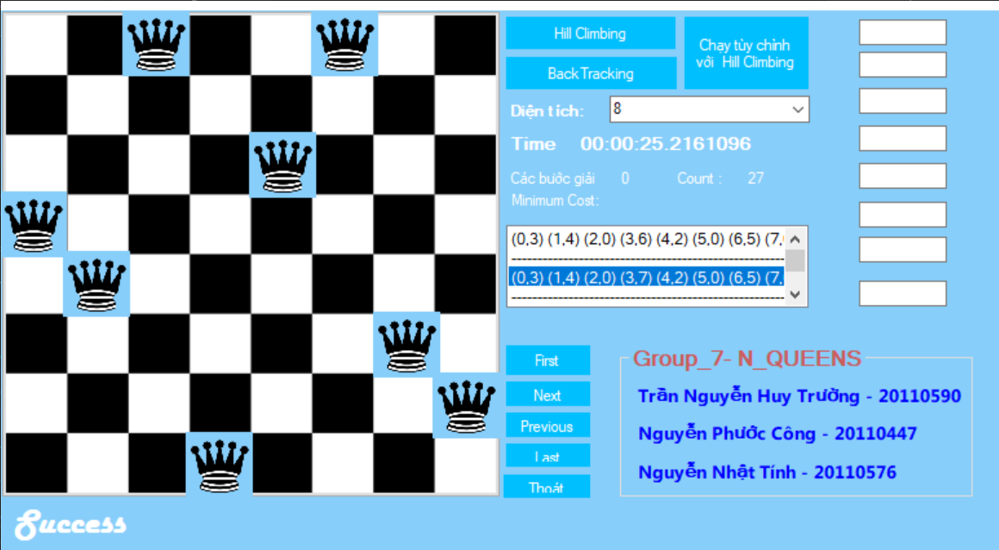 Hill Climbing
Back Tracking
Chạy tùy chỉnh
với Hill Climbing
Diện tích: 8
Time 00:00:25.2161096
Các bước giải 0 Count : 27
Minimum Cost:
(0,3) (1,4) (2,0) (3,6) (4,2) (5,0) (6,5) (7,
--------------------------------------------------------
(0,3) (1,4) (2,0) (3,7) (4,2) (5,0) (6,5) (7,
--------------------------------------------------------
First
Next
Previous
Last
Thoát
Group_7- N_QUEENS
Trần Nguyễn Huy Trường - 20110590
Nguyễn Phước Công - 20110447
Nguyễn Nhật Tính - 20110576
Success